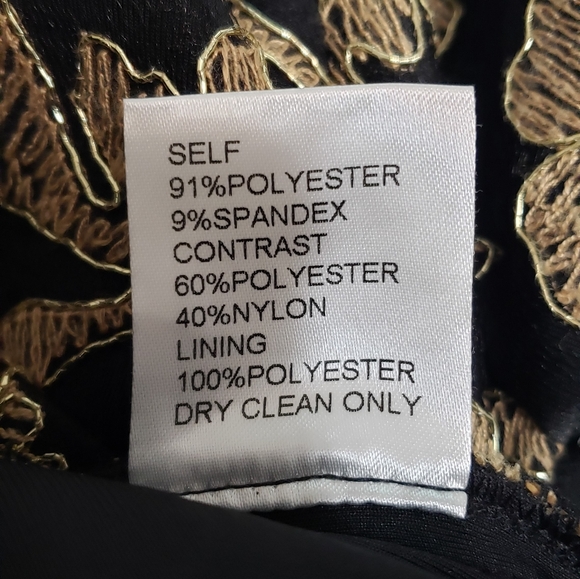 SELF
91%POLYESTER
9%SPANDEX
CONTRAST
60%POLYESTER
40%NYLON
LINING
100%POLYESTER
DRY CLEAN ONLY